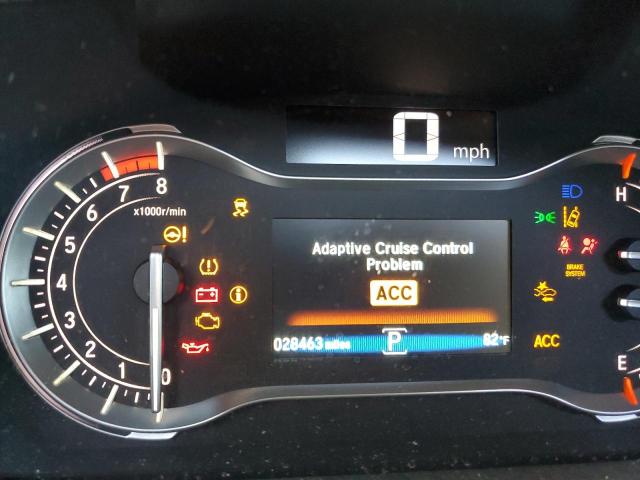 0 mph
8
7
6
x1000r/min
5
4
3
2
1
0
Adaptive Cruise Control
Problem
ACC
028463 miles
P
82°F
H
BRAKE
SYSTEM
ACC
E